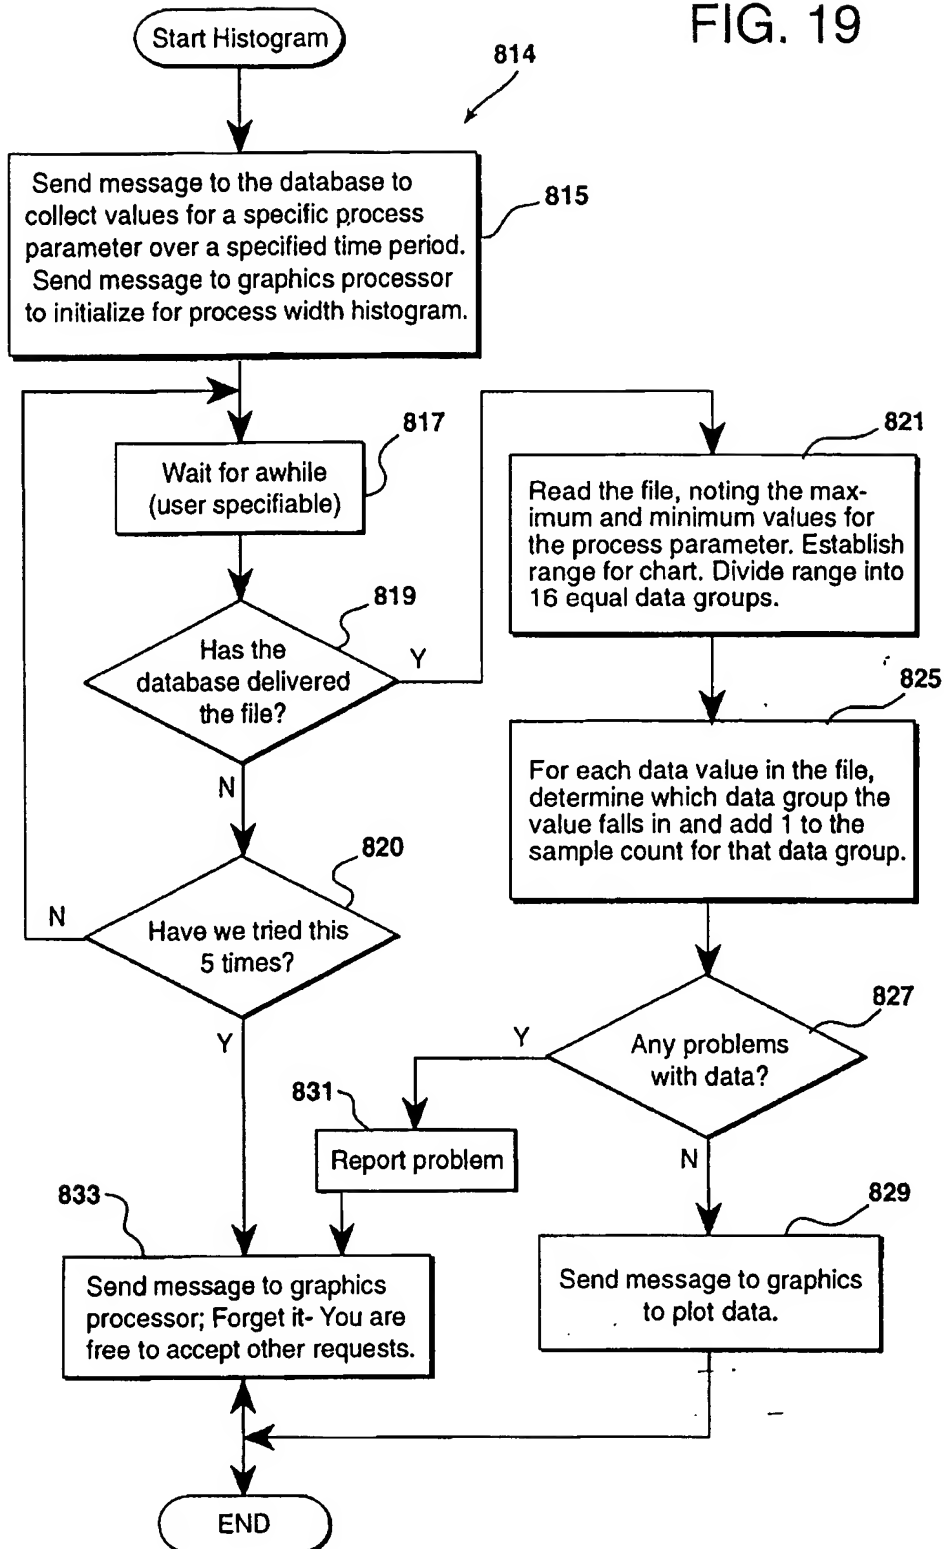 FIG. 19
Start Histogram
814
Send message to the database to
collect values for a specific process
parameter over a specified time period.
Send message to graphics processor
to initialize for process width histogram.
815
Wait for awhile
(user specifiable)
817
Has the
database delivered
the file?
819
Y
N
Have we tried this
5 times?
820
N
Y
Read the file, noting the max-
imum and minimum values for
the process parameter. Establish
range for chart. Divide range into
16 equal data groups.
821
For each data value in the file,
determine which data group the
value falls in and add 1 to the
sample count for that data group.
825
Any problems
with data?
827
Y
N
831
Report problem
833
Send message to graphics
processor; Forget it- You are
free to accept other requests.
829
Send message to graphics
to plot data.
END